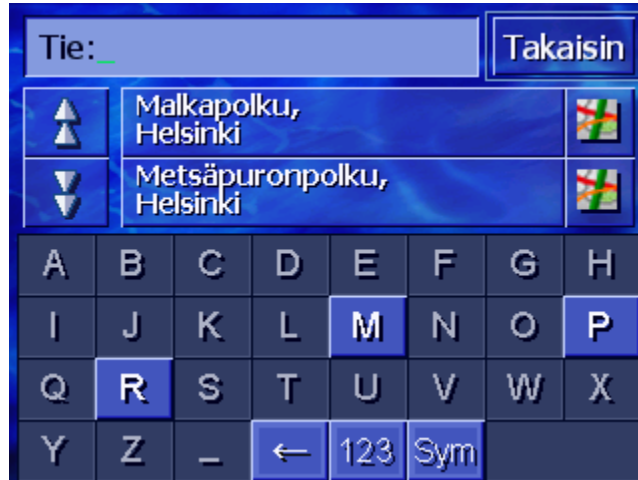 Tie:_
Takaisin
Malkapolku,
Helsinki
Metsäpuronpolku,
Helsinki
A B C D E F G H
I J K L M N O P
Q R S T U V W X
Y Z _ ← 123 Sym